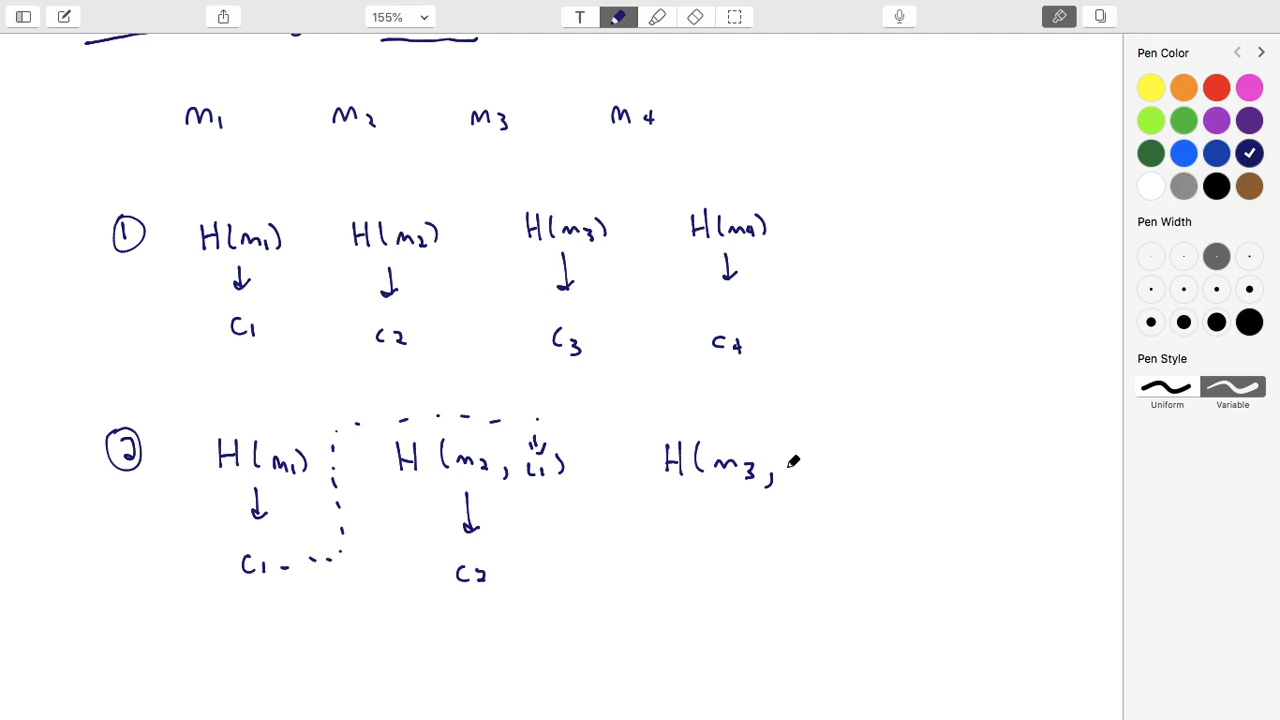 155%
T
Pen Color
m1 m2 m3 m4
① H(m1) H(m2) H(m3) H(m4)
c1 c2 c3 c4
② H(m1) H(m2, c1) H(m3,
c1 c2
Pen Width
Pen Style
Uniform Variable